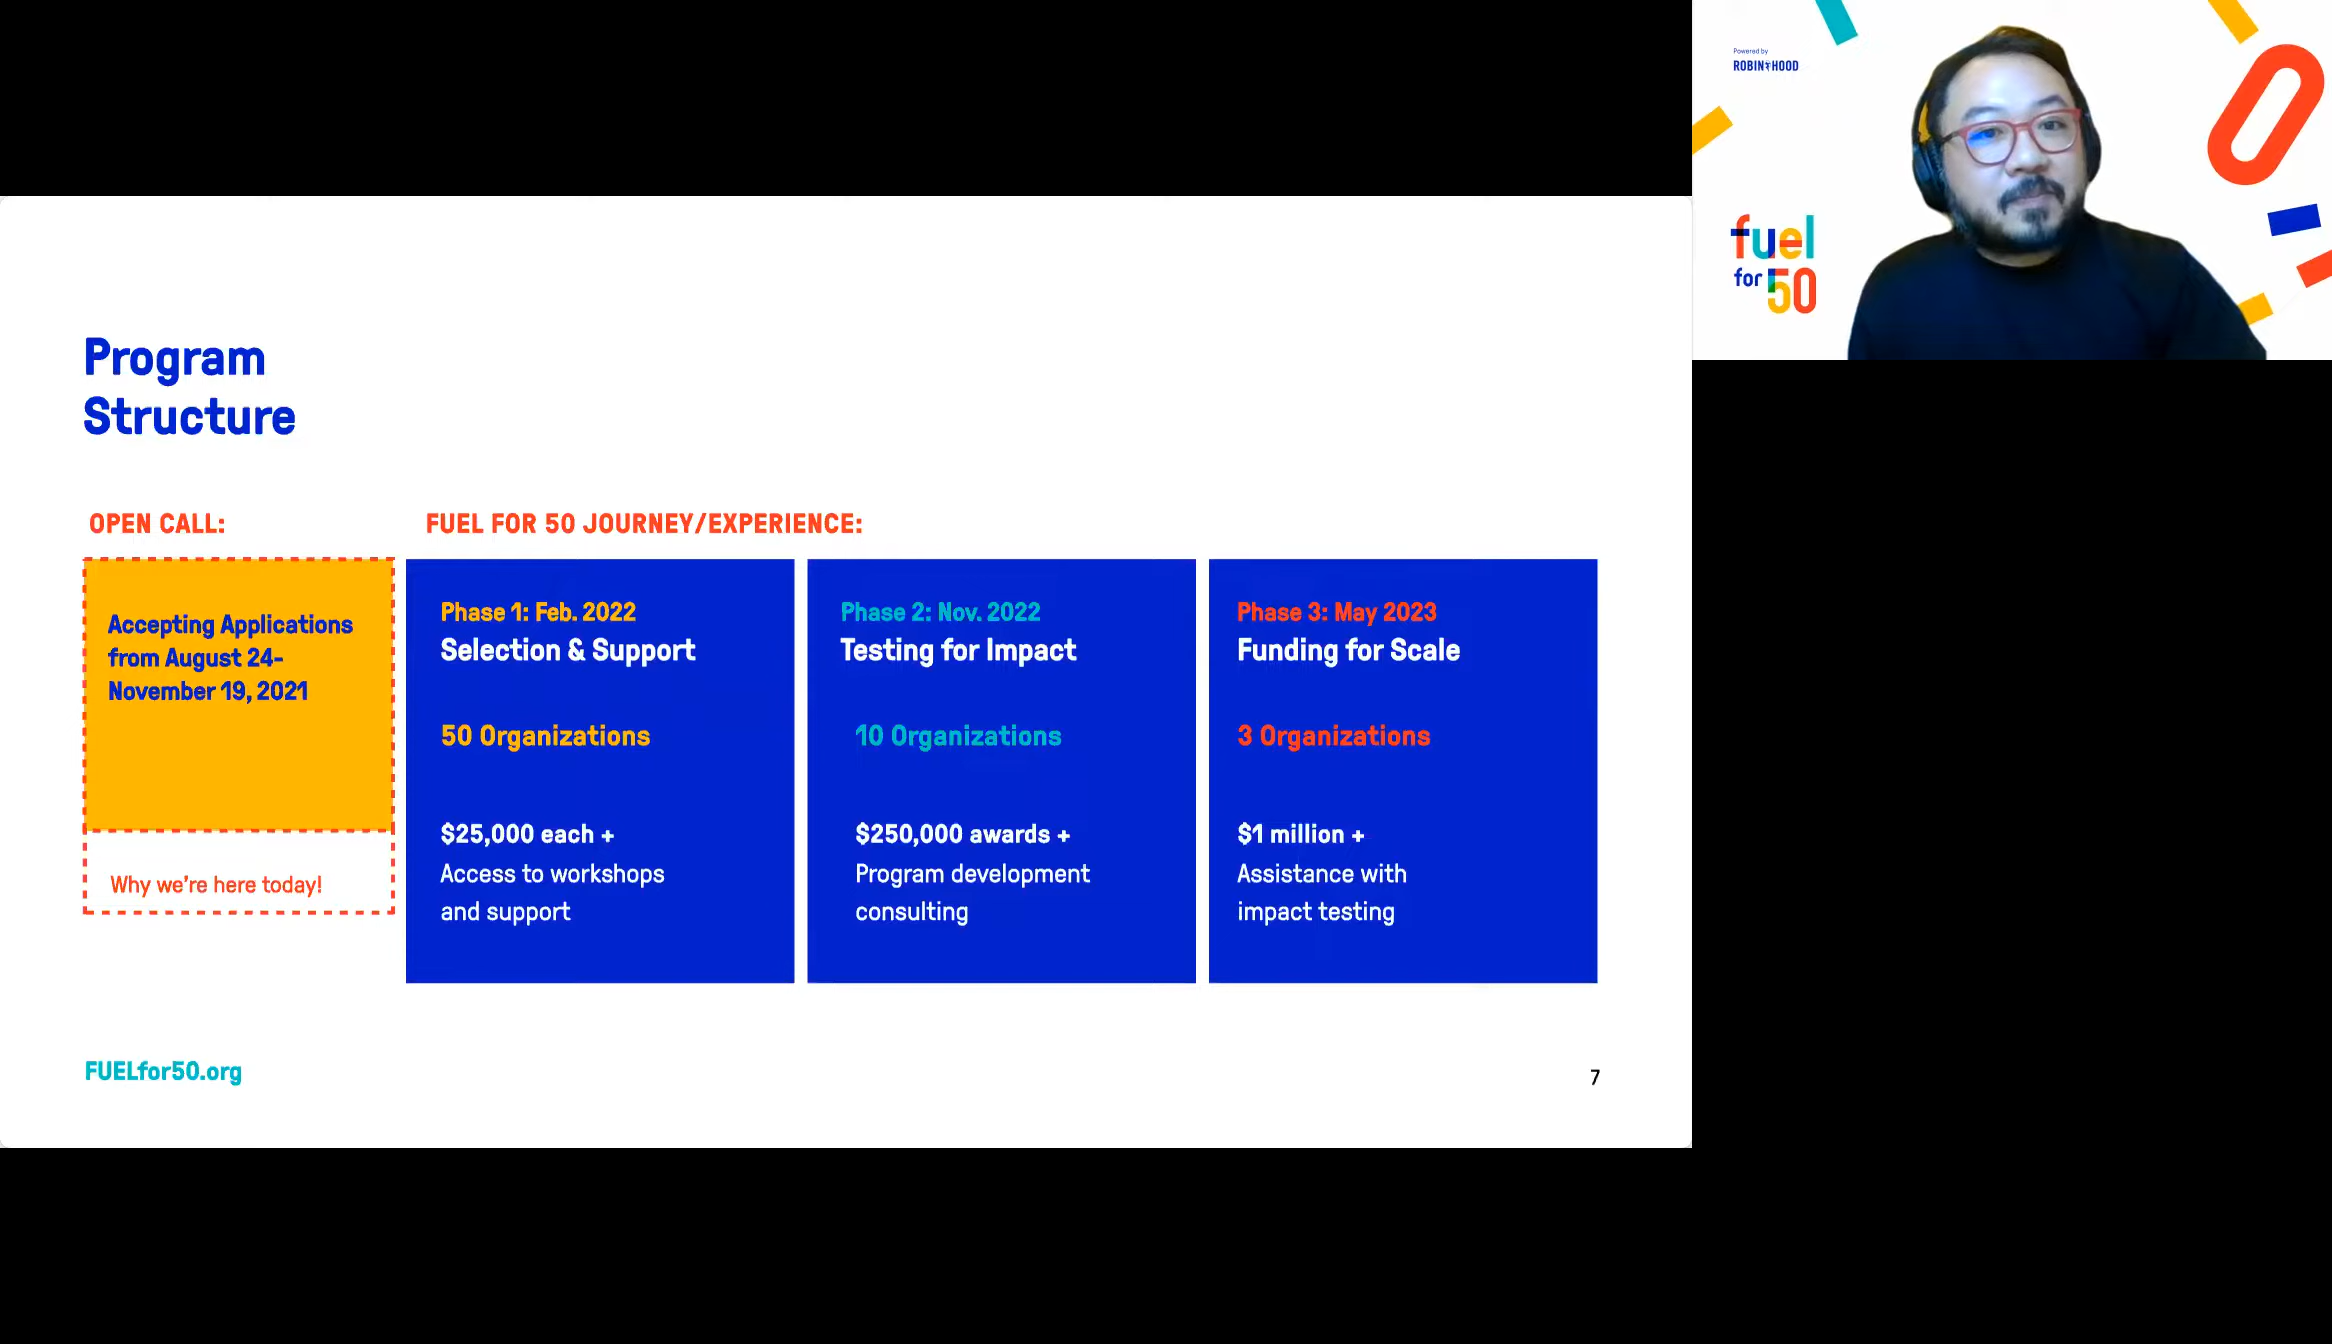 Program
Structure
OPEN CALL:
Accepting Applications
from August 24-
November 19, 2021
Why we're here today!
FUEL FOR 50 JOURNEY/EXPERIENCE:
Phase 1: Feb. 2022
Selection & Support
50 Organizations
$25,000 each +
Access to workshops
and support
Phase 2: Nov. 2022
Testing for Impact
10 Organizations
$250,000 awards +
Program development
consulting
Phase 3: May 2023
Funding for Scale
3 Organizations
$1 million +
Assistance with
impact testing
FUELfor50.org
7
Powered by
ROBIN HOOD
fuel
for 50